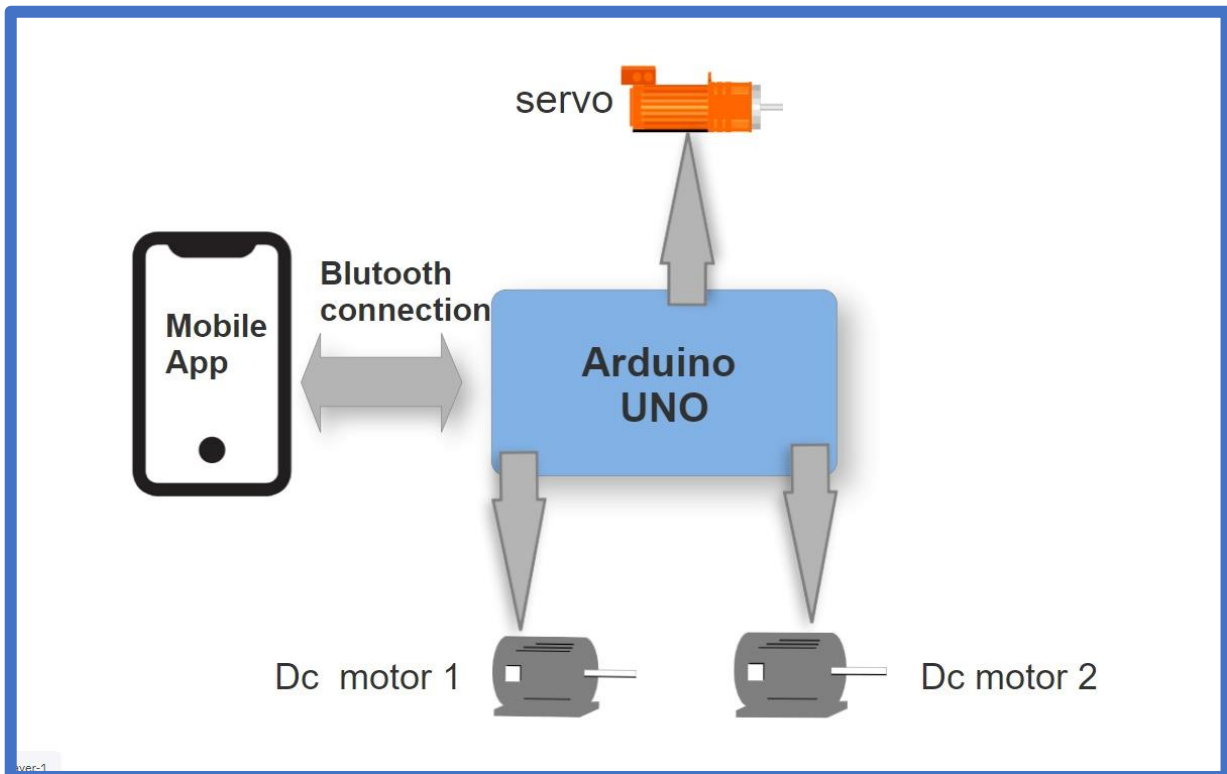 servo
Blutooth
connection
Mobile
App
Arduino
UNO
Dc motor 1
Dc motor 2